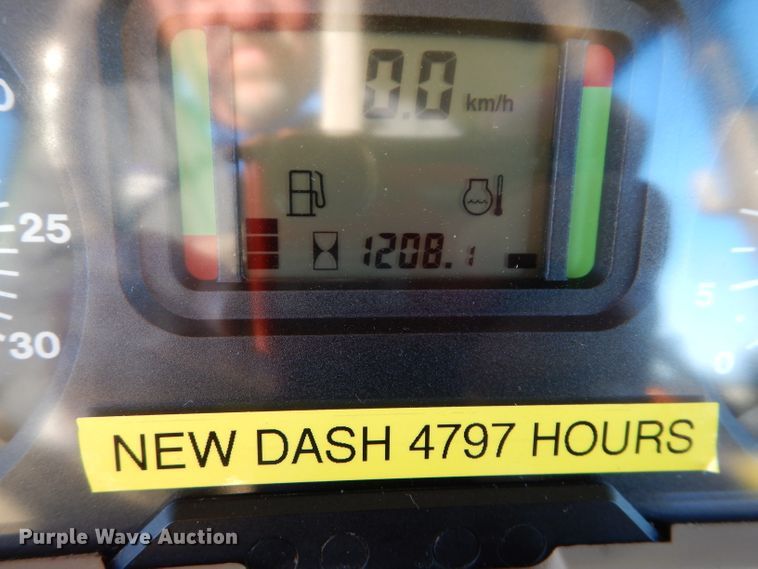 0.0 km/h
25
1208.1
5
30
0
NEW DASH 4797 HOURS
Purple Wave Auction